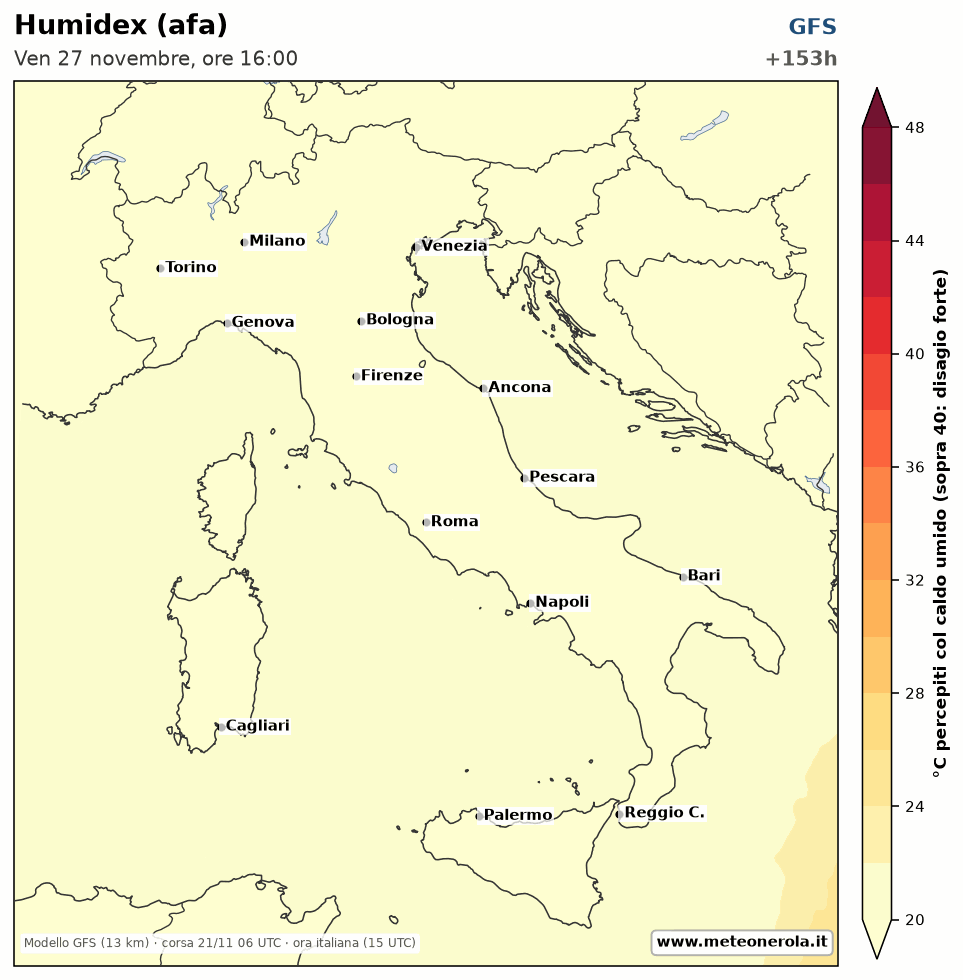 Humidex (afa)
GFS
Ven 27 novembre, ore 16:00
+153h
Milano
Venezia
Torino
Genova
Bologna
Firenze
Ancona
Pescara
Roma
Bari
Napoli
Cagliari
Palermo
Reggio C.
48
44
40
36
32
28
24
20
°C percepiti col caldo umido (sopra 40: disagio forte)
Modello GFS (13 km) · corsa 21/11 06 UTC · ora italiana (15 UTC)
www.meteonerola.it